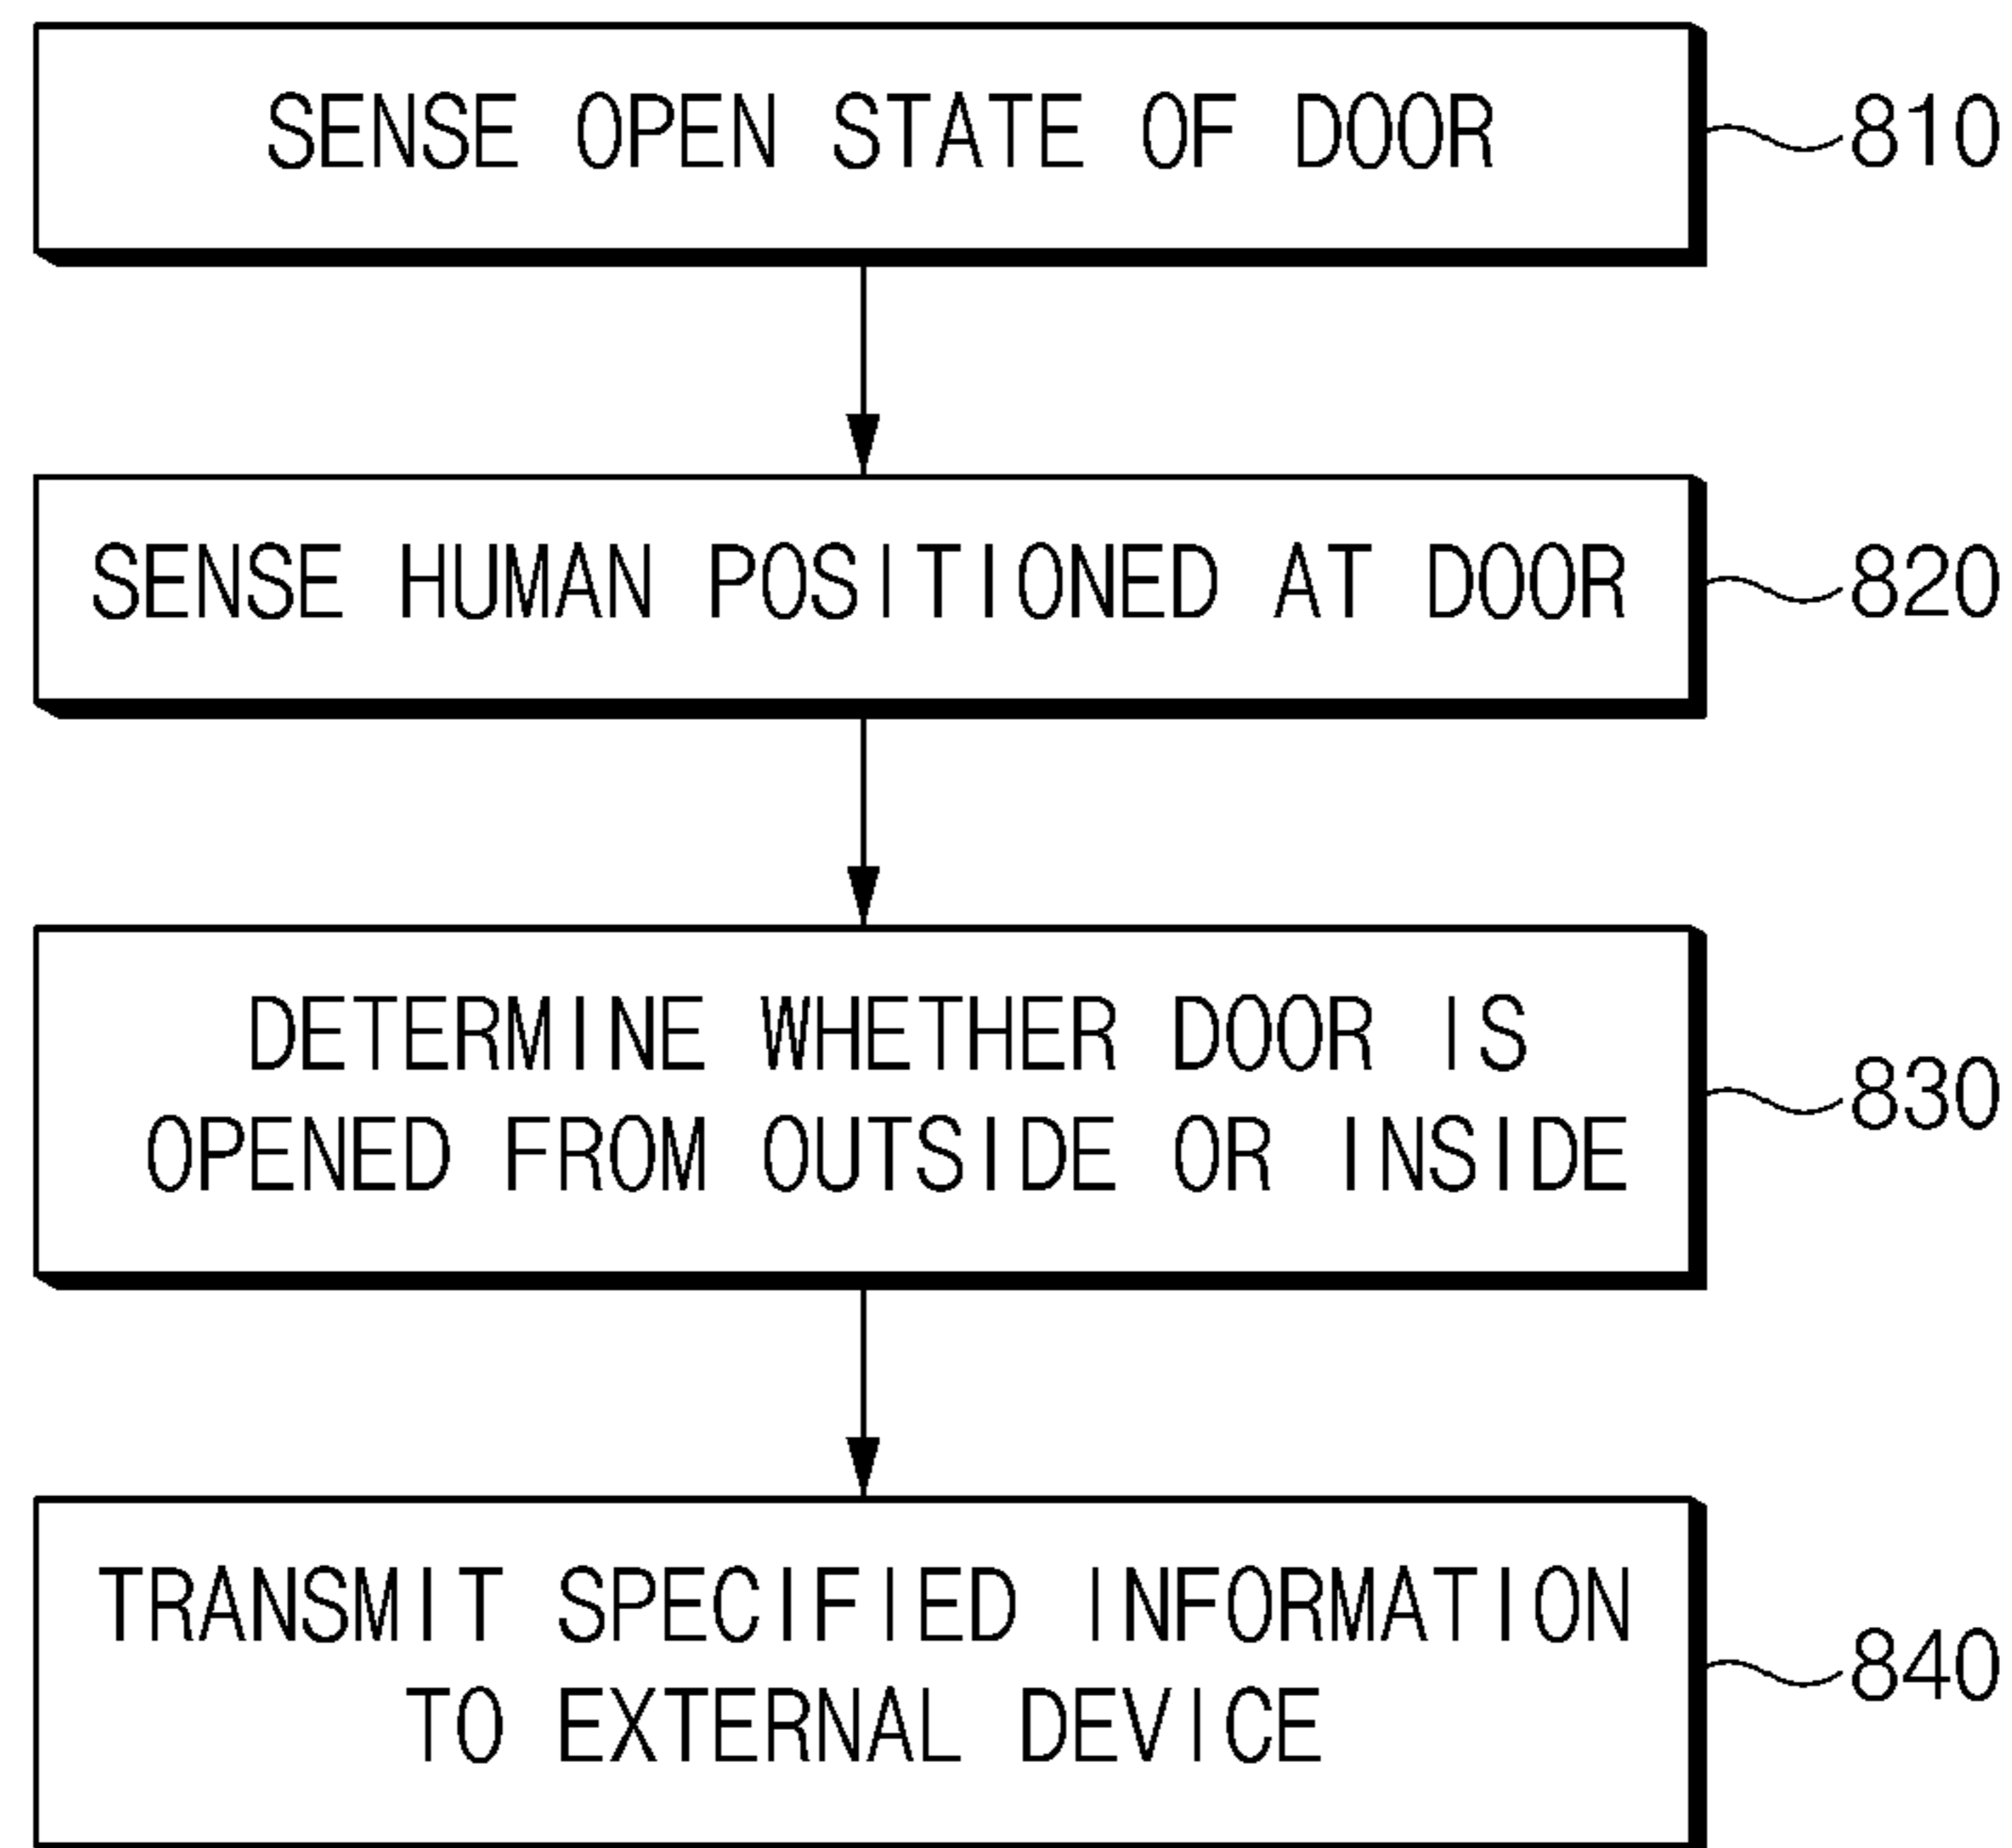 SENSE OPEN STATE OF DOOR
810
SENSE HUMAN POSITIONED AT DOOR
820
DETERMINE WHETHER DOOR IS
OPENED FROM OUTSIDE OR INSIDE
830
TRANSMIT SPECIFIED INFORMATION
TO EXTERNAL DEVICE
840